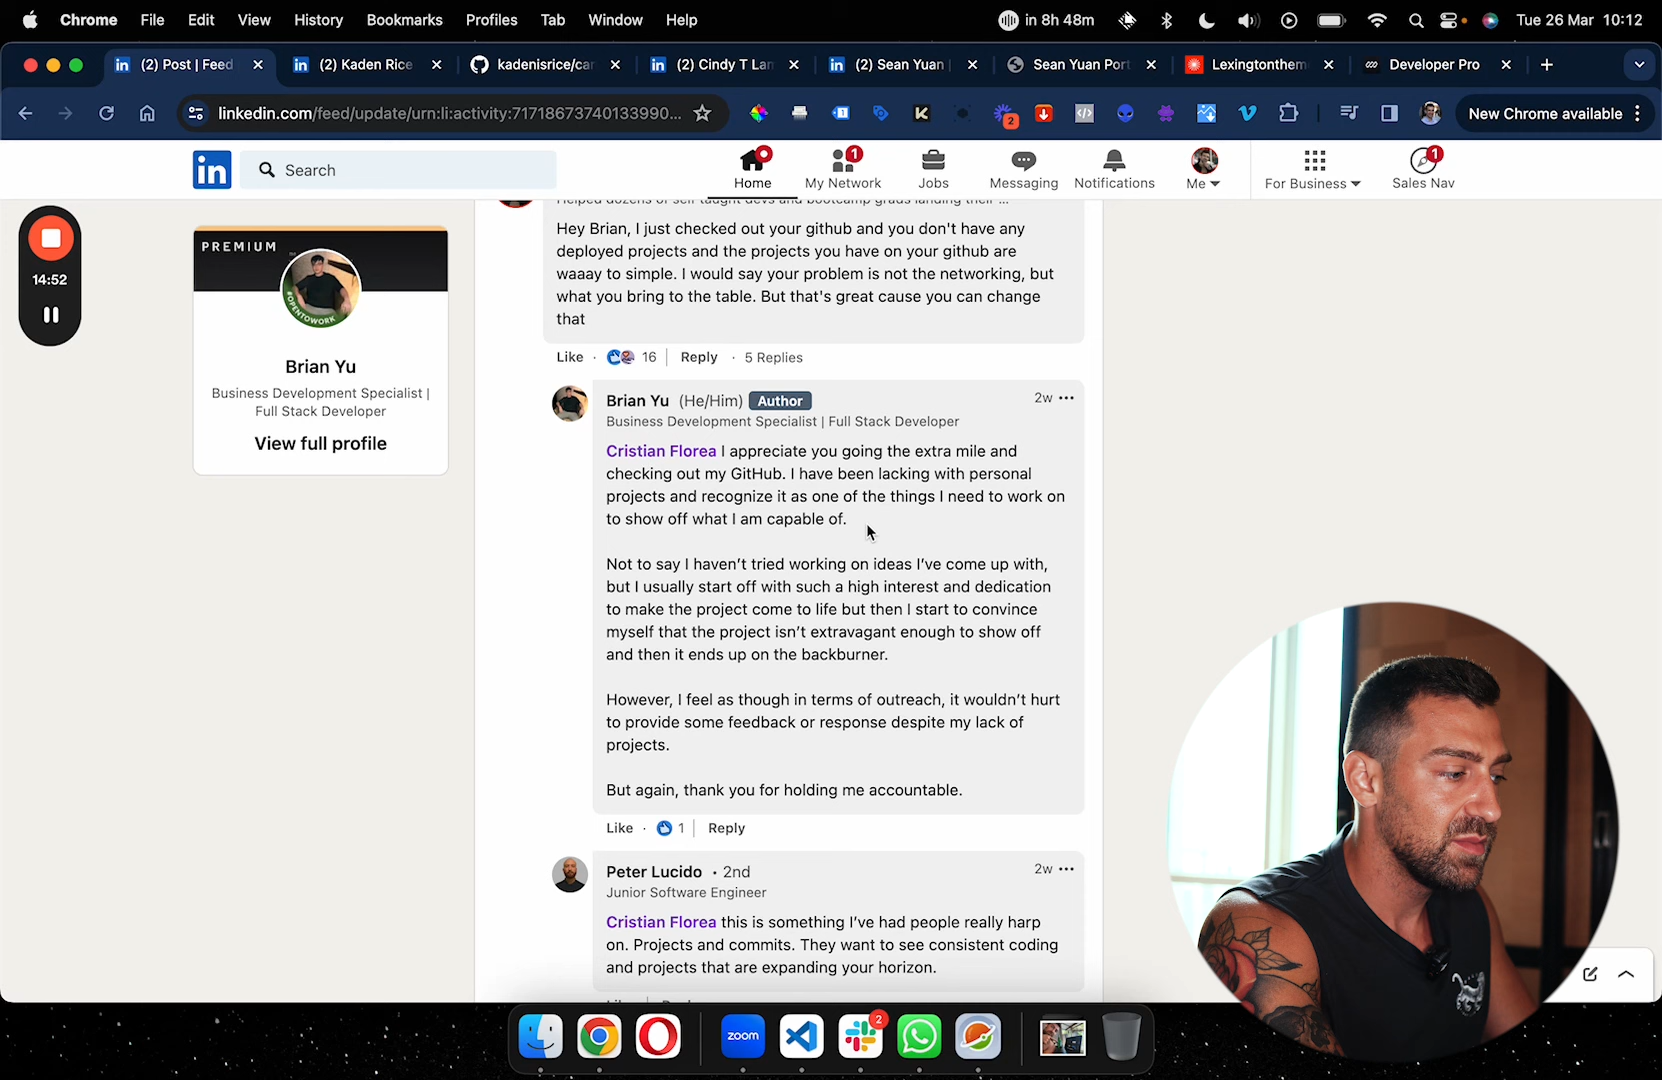 Chrome File Edit View History Bookmarks Profiles Tab Window Help
in 8h 48m
Tue 26 Mar 10:12
(2) Post | Feed
(2) Kaden Rice
kadenisrice/car
(2) Cindy T Lam
(2) Sean Yuan
Sean Yuan Port
Lexingtonthem
Developer Pro
linkedin.com/feed/update/urn:li:activity:71718673740133990...
2
New Chrome available
in
Search
Home
1
My Network
Jobs
Messaging
Notifications
Me
For Business
1
Sales Nav
14:52
PREMIUM
#OPENTOWORK
Brian Yu
Business Development Specialist |
Full Stack Developer
View full profile
Helped dozens of self taught devs and bootcamp grads landing their ...
Hey Brian, I just checked out your github and you don't have any
deployed projects and the projects you have on your github are
waaay to simple. I would say your problem is not the networking, but
what you bring to the table. But that's great cause you can change
that
Like · 16 | Reply · 5 Replies
Brian Yu (He/Him) Author
2w
Business Development Specialist | Full Stack Developer
Cristian Florea I appreciate you going the extra mile and
checking out my GitHub. I have been lacking with personal
projects and recognize it as one of the things I need to work on
to show off what I am capable of.
Not to say I haven't tried working on ideas I've come up with,
but I usually start off with such a high interest and dedication
to make the project come to life but then I start to convince
myself that the project isn't extravagant enough to show off
and then it ends up on the backburner.
However, I feel as though in terms of outreach, it wouldn't hurt
to provide some feedback or response despite my lack of
projects.
But again, thank you for holding me accountable.
Like · 1 | Reply
Peter Lucido · 2nd
2w
Junior Software Engineer
Cristian Florea this is something I've had people really harp
on. Projects and commits. They want to see consistent coding
and projects that are expanding your horizon.
zoom
2